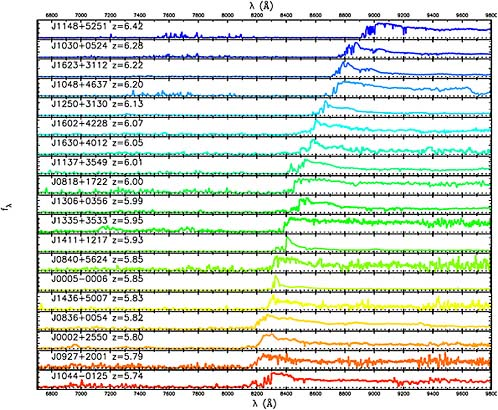 λ (Å)
6800 7000 7200 7400 7600 7800 8000 8200 8400 8600 8800 9000 9200 9400 9600 9800
J1148+5251 z=6.42
J1030+0524 z=6.28
J1623+3112 z=6.22
J1048+4637 z=6.20
J1250+3130 z=6.13
J1602+4228 z=6.07
J1630+4012 z=6.05
J1137+3549 z=6.01
J0818+1722 z=6.00
J1306+0356 z=5.99
J1335+3533 z=5.95
J1411+1217 z=5.93
J0840+5624 z=5.85
J0005-0006 z=5.85
J1436+5007 z=5.83
J0836+0054 z=5.82
J0002+2550 z=5.80
J0927+2001 z=5.79
J1044-0125 z=5.74
fλ
6800 7000 7200 7400 7600 7800 8000 8200 8400 8600 8800 9000 9200 9400 9600 9800
λ (Å)